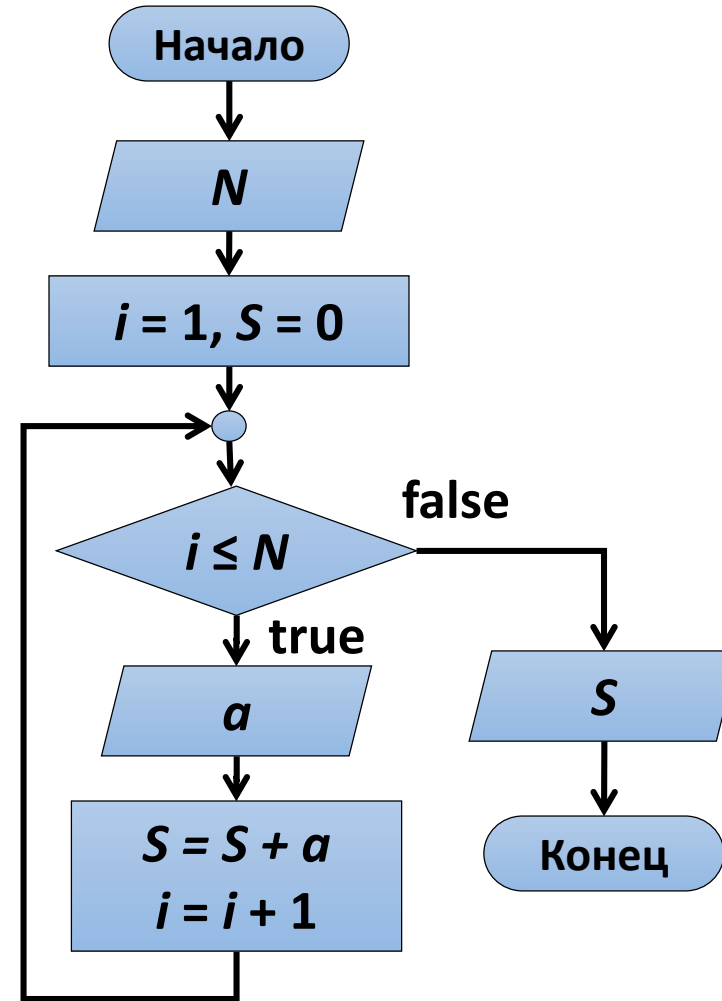 Начало
N
i = 1, S = 0
i ≤ N
false
true
a
S = S + a
i = i + 1
S
Конец